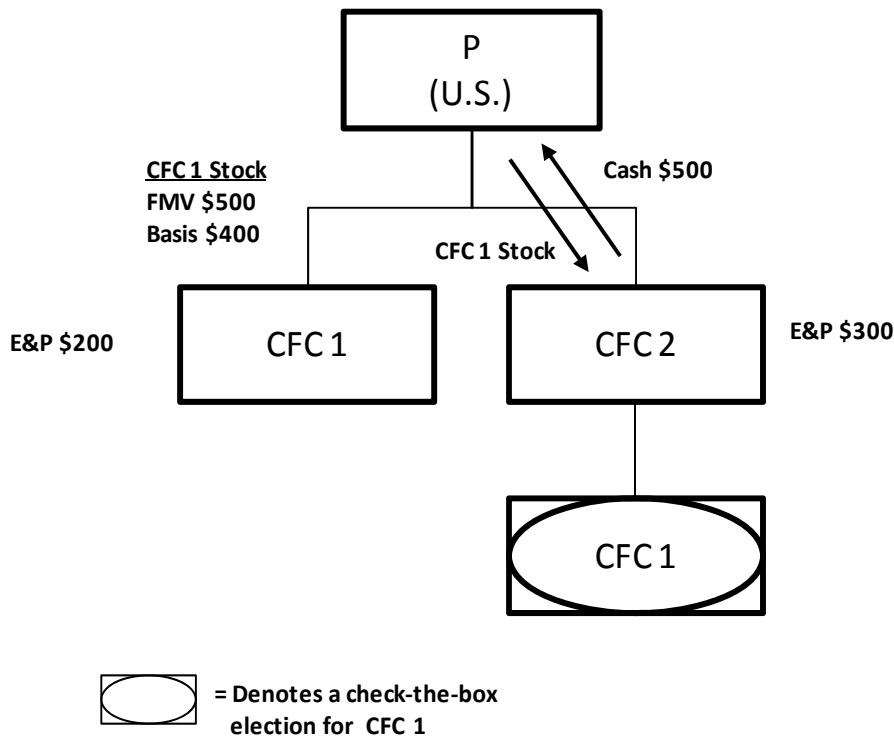 P
(U.S.)
CFC 1 Stock
FMV $500
Basis $400
Cash $500
CFC 1 Stock
E&P $200
CFC 1
CFC 2
E&P $300
CFC 1
= Denotes a check-the-box
election for CFC 1